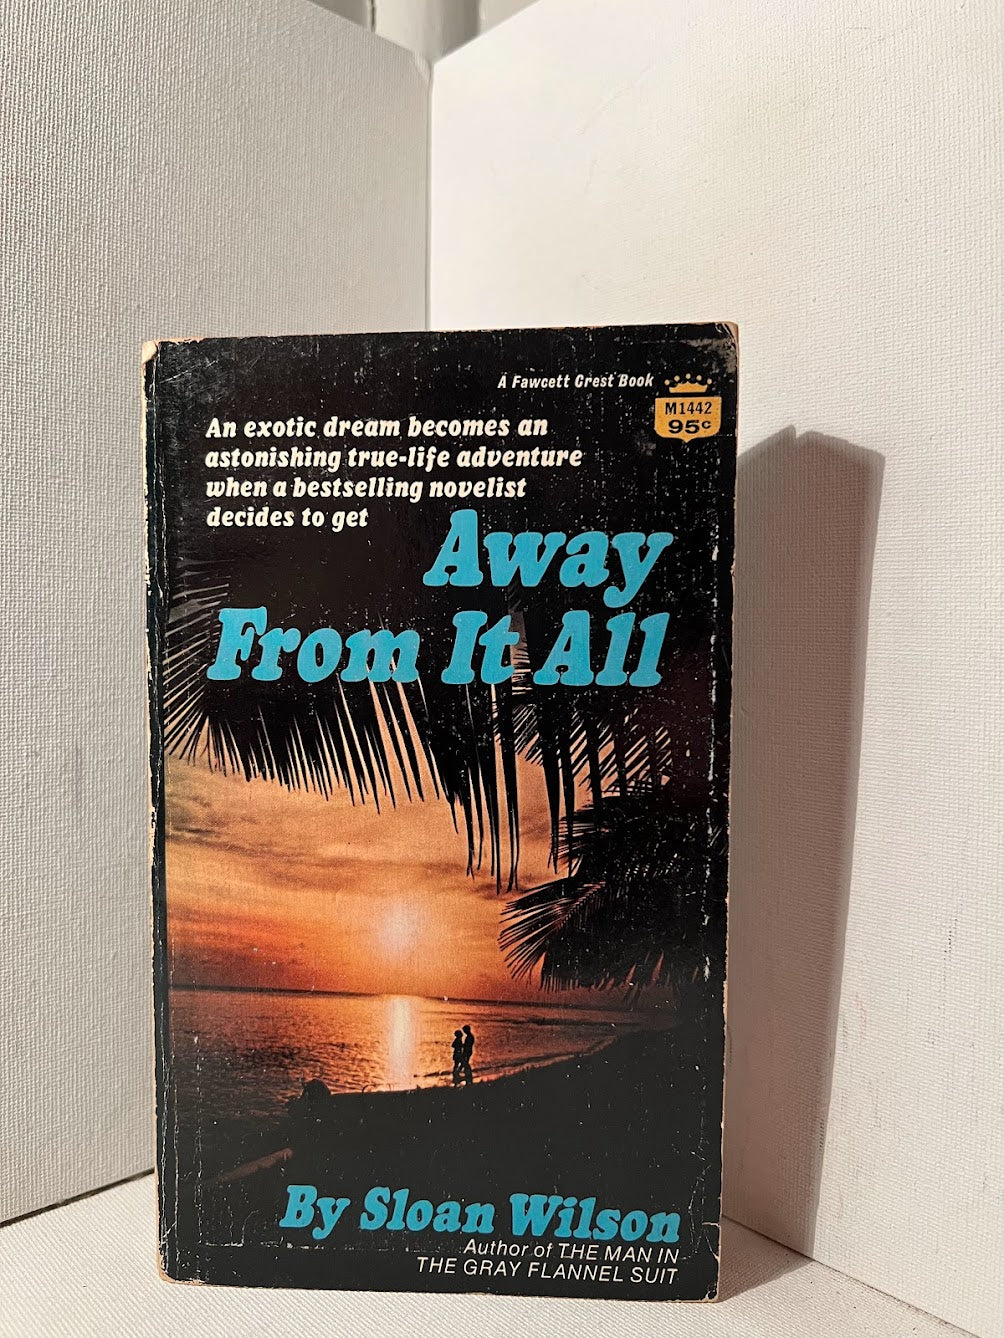 A Fawcett Crest Book
M1442
95c
An exotic dream becomes an
astonishing true-life adventure
when a bestselling novelist
decides to get
Away
From It All
By Sloan Wilson
Author of THE MAN IN
THE GRAY FLANNEL SUIT